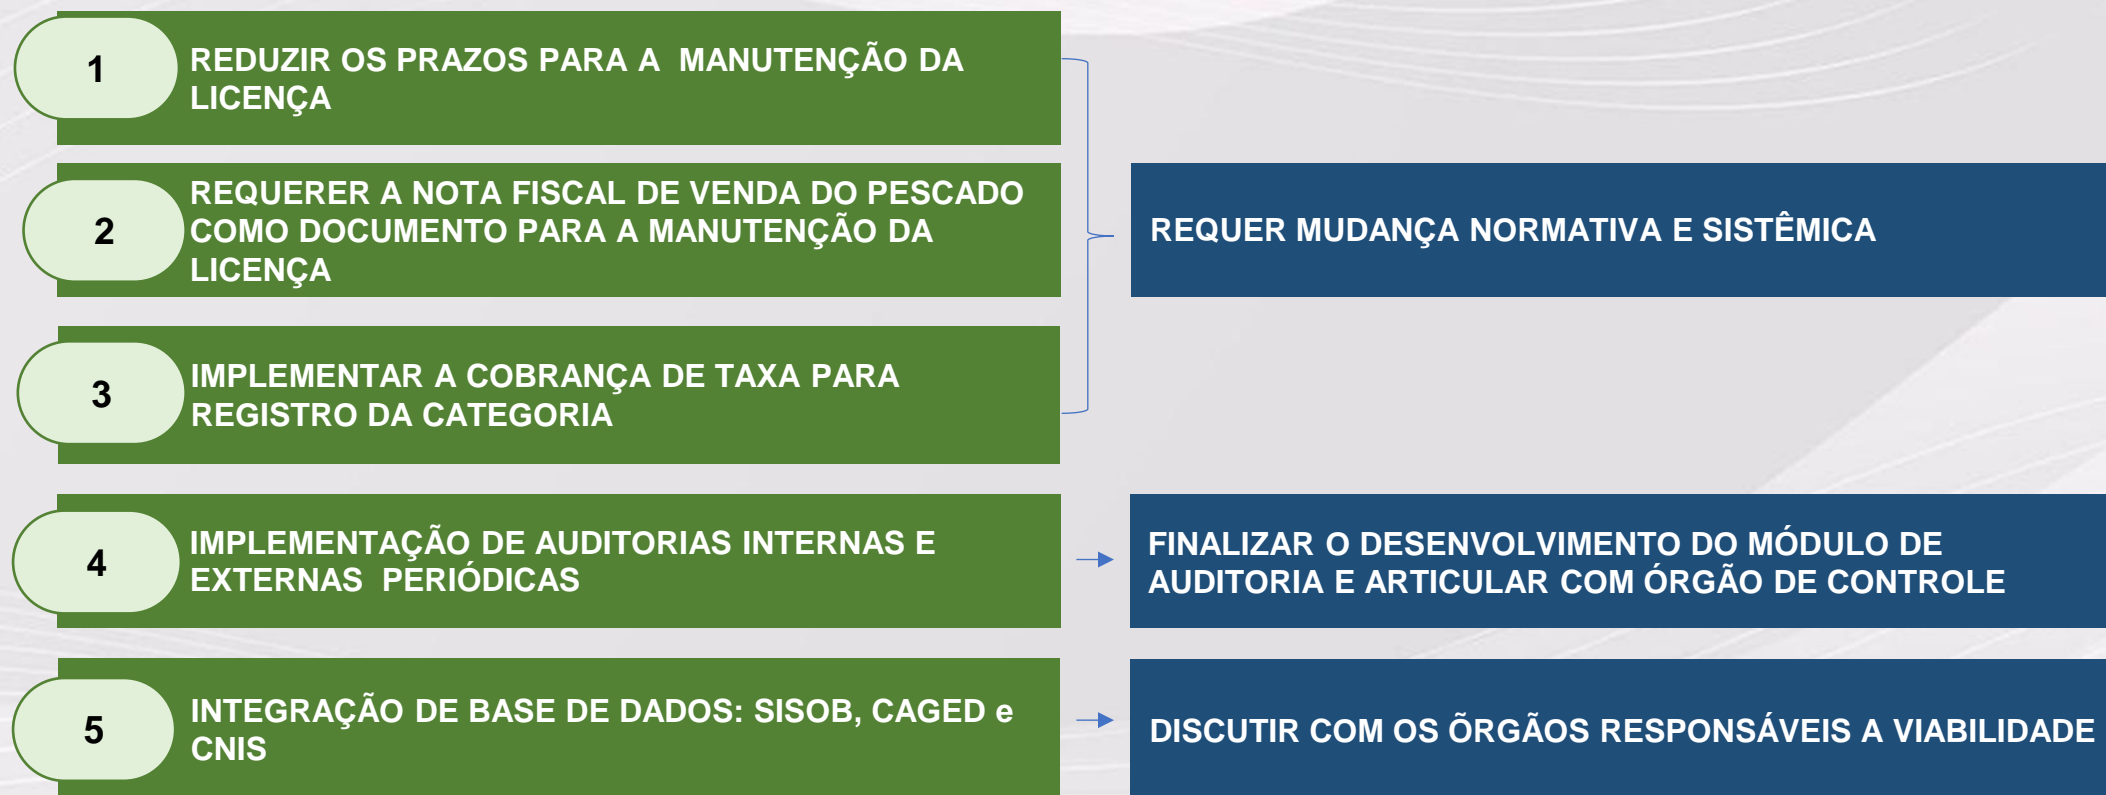 1
REDUZIR OS PRAZOS PARA A  MANUTENÇÃO DA
LICENÇA
2
REQUERER A NOTA FISCAL DE VENDA DO PESCADO
COMO DOCUMENTO PARA A MANUTENÇÃO DA
LICENÇA
REQUER MUDANÇA NORMATIVA E SISTÊMICA
3
IMPLEMENTAR A COBRANÇA DE TAXA PARA
REGISTRO DA CATEGORIA
4
IMPLEMENTAÇÃO DE AUDITORIAS INTERNAS E
EXTERNAS  PERIÓDICAS
FINALIZAR O DESENVOLVIMENTO DO MÓDULO DE
AUDITORIA E ARTICULAR COM ÓRGÃO DE CONTROLE
5
INTEGRAÇÃO DE BASE DE DADOS: SISOB, CAGED e
CNIS
DISCUTIR COM OS ÕRGÃOS RESPONSÁVEIS A VIABILIDADE